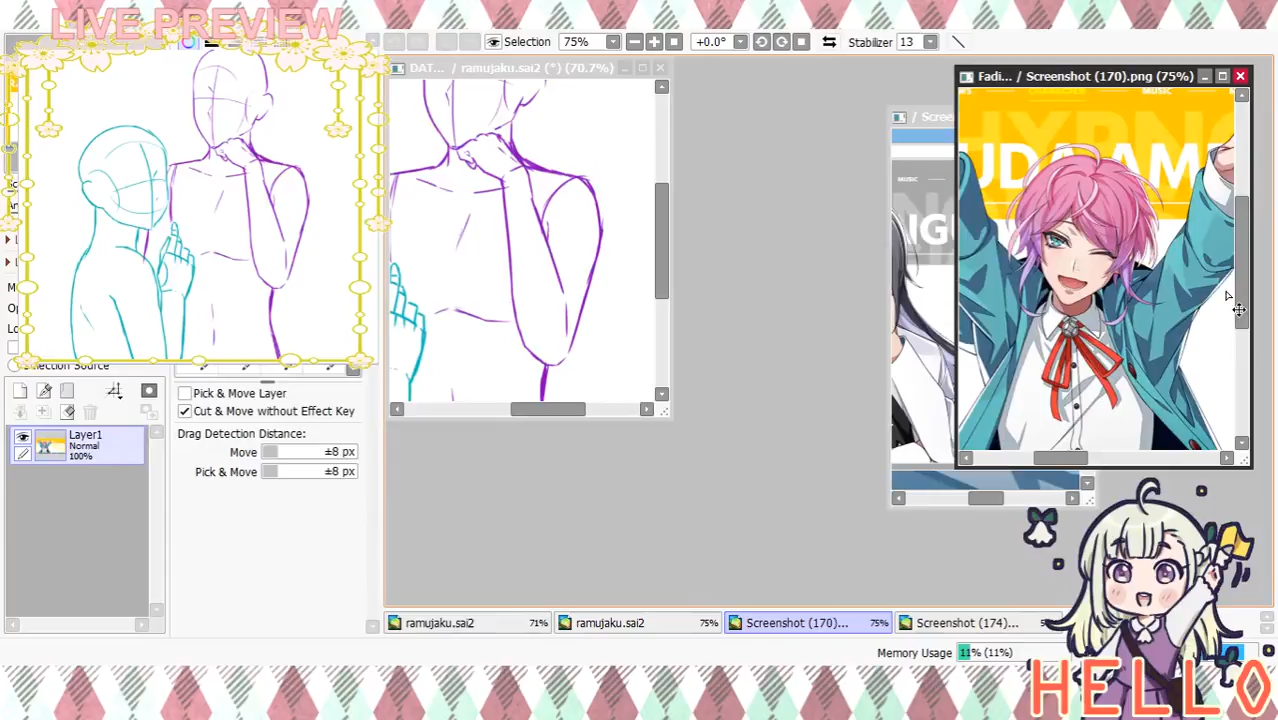 LIVE PREVIEW
Selection
75%
+0.0°
Stabilizer
13
DAT... / ramujaku.sai2 (*) (70.7%)
Fadi... / Screenshot (170).png (75%)
MUSIC
MUSIC
Selection Source
Pick & Move Layer
Cut & Move without Effect Key
Drag Detection Distance:
Move
±8 px
Pick & Move
±8 px
Layer1
Normal
100%
ramujaku.sai2
71%
ramujaku.sai2
75%
Screenshot (170)...
75%
Screenshot (174)...
Memory Usage
11% (11%)
HELLO